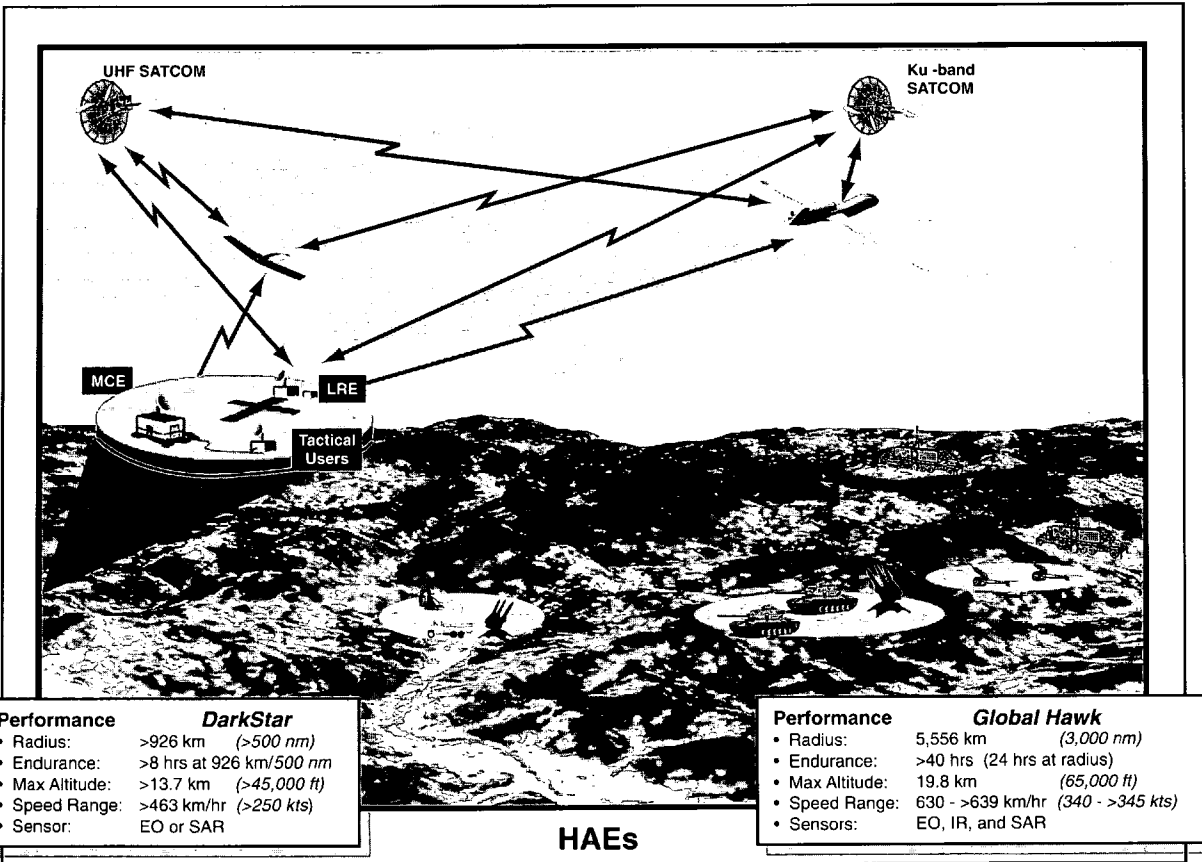 UHF SATCOM
Ku -band
SATCOM
MCE
LRE
Tactical
Users
Performance DarkStar
• Radius: >926 km (>500 nm)
• Endurance: >8 hrs at 926 km/500 nm
• Max Altitude: >13.7 km (>45,000 ft)
• Speed Range: >463 km/hr (>250 kts)
• Sensor: EO or SAR
Performance Global Hawk
• Radius: 5,556 km (3,000 nm)
• Endurance: >40 hrs (24 hrs at radius)
• Max Altitude: 19.8 km (65,000 ft)
• Speed Range: 630 - >639 km/hr (340 - >345 kts)
• Sensors: EO, IR, and SAR
HAEs